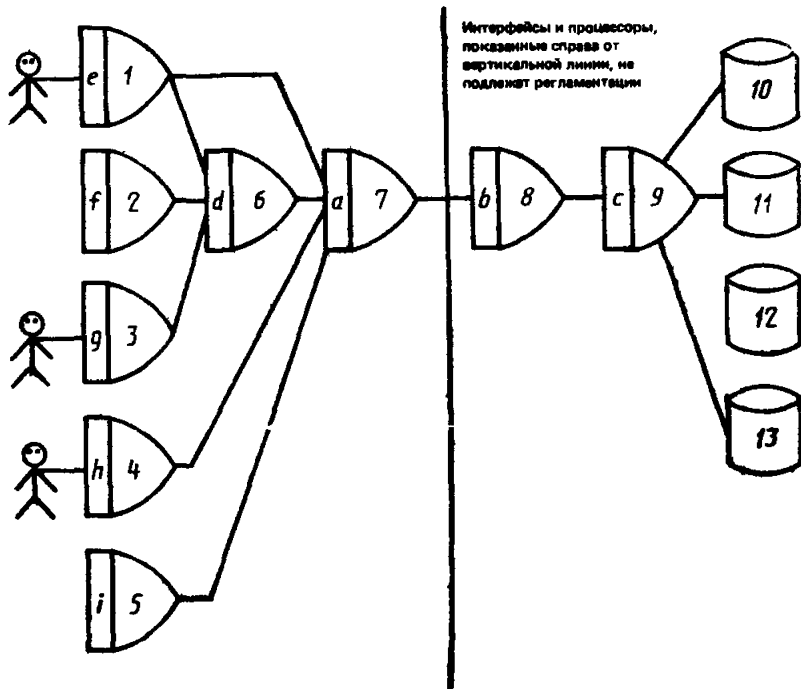 Интерфейсы и процессоры,
показанные справа от
вертикальной линии, не
подлежат регламентации
e 1
f 2
g 3
h 4
i 5
d 6
a 7
b 8
c 9
10
11
12
13